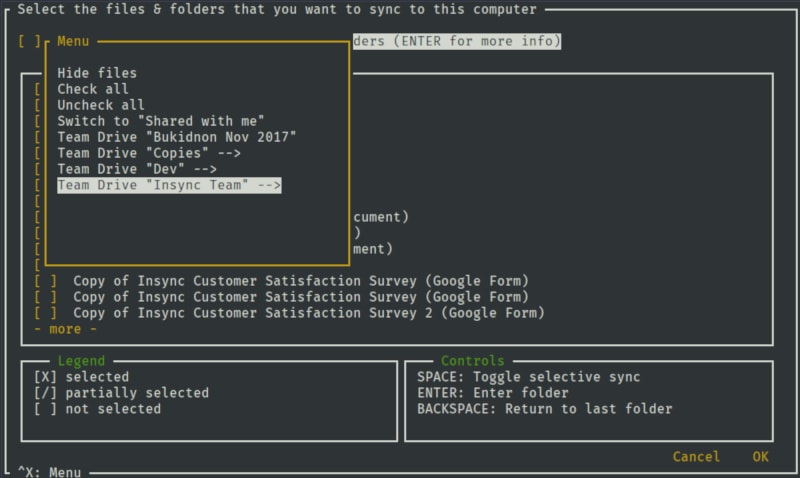 Select the files & folders that you want to sync to this computer
[ ] ders (ENTER for more info)
Menu
Hide files
Check all
Uncheck all
Switch to "Shared with me"
Team Drive "Bukidnon Nov 2017"
Team Drive "Copies" -->
Team Drive "Dev" -->
Team Drive "Insync Team" -->
cument)
)
ment)
[ ] Copy of Insync Customer Satisfaction Survey (Google Form)
[ ] Copy of Insync Customer Satisfaction Survey (Google Form)
[ ] Copy of Insync Customer Satisfaction Survey 2 (Google Form)
- more -
Legend
[X] selected
[/] partially selected
[ ] not selected
Controls
SPACE: Toggle selective sync
ENTER: Enter folder
BACKSPACE: Return to last folder
Cancel OK
^X: Menu